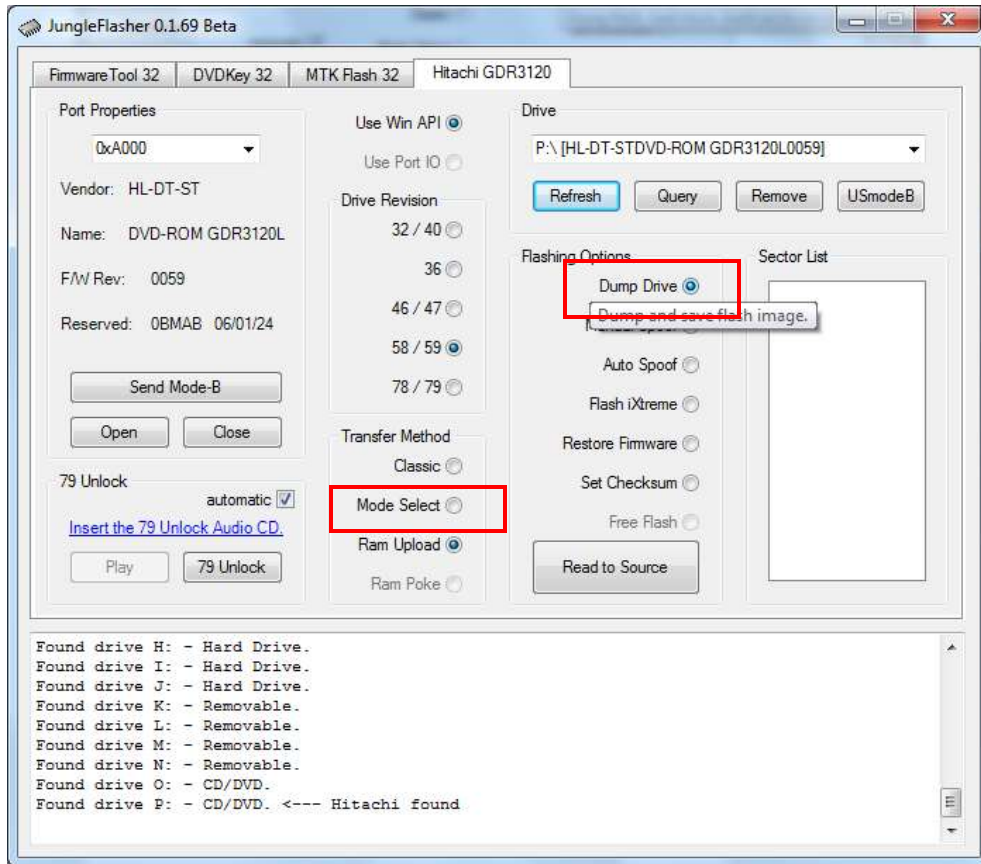 JungleFlasher 0.1.69 Beta
FirmwareTool 32
DVDKey 32
MTK Flash 32
Hitachi GDR3120
Port Properties
0xA000
Vendor: HL-DT-ST
Name: DVD-ROM GDR3120L
F/W Rev: 0059
Reserved: 0BMAB 06/01/24
Send Mode-B
Open
Close
79 Unlock
automatic
Insert the 79 Unlock Audio CD.
Play
79 Unlock
Use Win API
Use Port IO
Drive Revision
32 / 40
36
46 / 47
58 / 59
78 / 79
Transfer Method
Classic
Mode Select
Ram Upload
Ram Poke
Drive
P:\ [HL-DT-STDVD-ROM GDR3120L0059]
Refresh
Query
Remove
USmodeB
Flashing Options
Dump Drive
Dump and save flash image.
Auto Spoof
Flash iXtreme
Restore Firmware
Set Checksum
Free Flash
Read to Source
Sector List
Found drive H: - Hard Drive.
Found drive I: - Hard Drive.
Found drive J: - Hard Drive.
Found drive K: - Removable.
Found drive L: - Removable.
Found drive M: - Removable.
Found drive N: - Removable.
Found drive O: - CD/DVD.
Found drive P: - CD/DVD. <--- Hitachi found